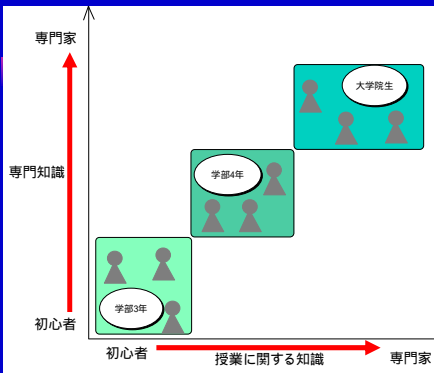 専門家
大学院生
専門知識
学部4年
学部3年
初心者
初心者
授業に関する知識
専門家